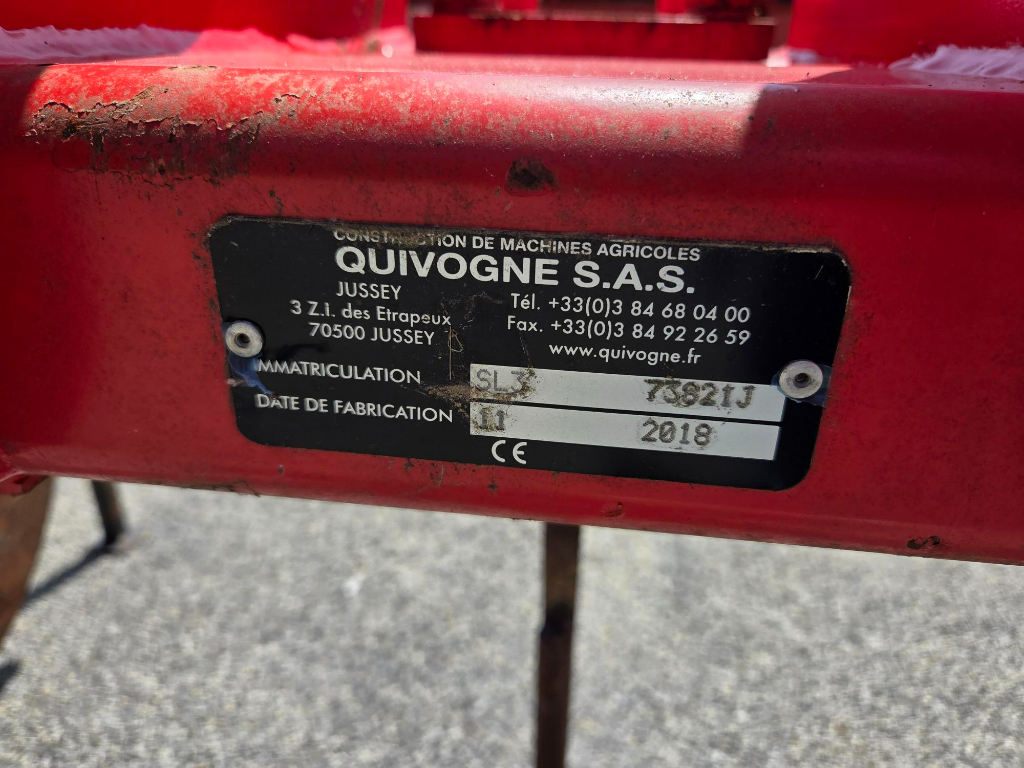 CONSTRUCTION DE MACHINES AGRICOLES
QUIVOGNE S.A.S.
JUSSEY
3 Z.I. des Etrapeux
70500 JUSSEY
Tél. +33(0)3 84 68 04 00
Fax. +33(0)3 84 92 26 59
www.quivogne.fr
IMMATRICULATION SL3 73821J
DATE DE FABRICATION 11 2018
CE